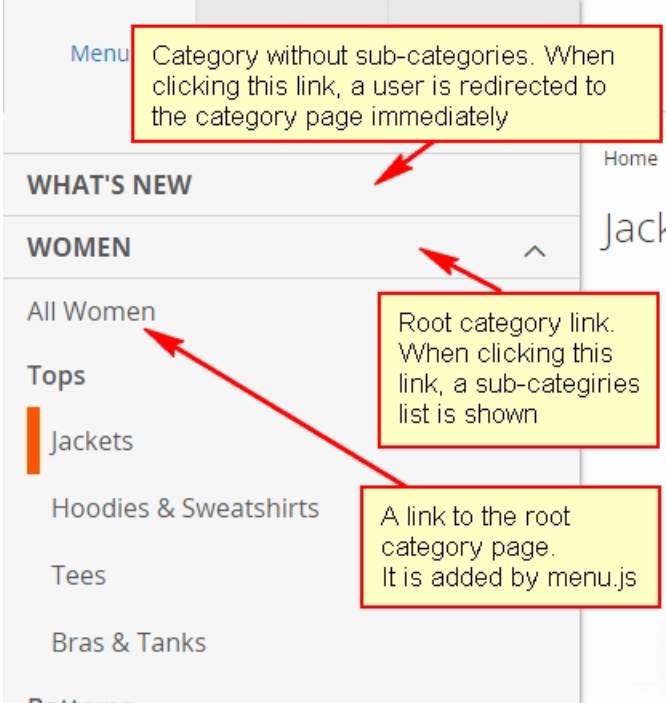 Menu
Category without sub-categories. When
clicking this link, a user is redirected to
the category page immediately
Home
WHAT'S NEW
Jack
WOMEN
All Women
Root category link.
When clicking this
link, a sub-categiries
list is shown
Tops
Jackets
Hoodies & Sweatshirts
A link to the root
category page.
It is added by menu.js
Tees
Bras & Tanks